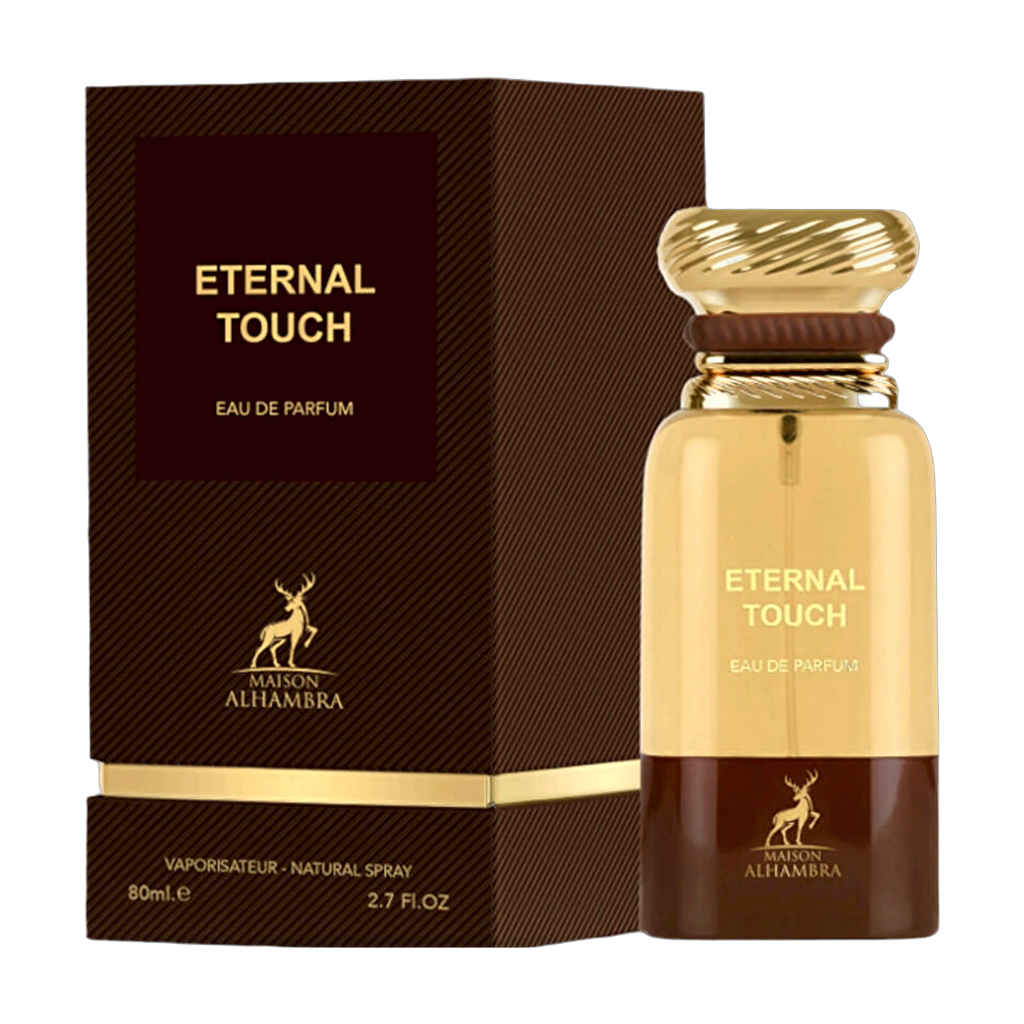 ETERNAL
TOUCH
EAU DE PARFUM
MAISON
ALHAMBRA
VAPORISATEUR - NATURAL SPRAY
80ml.e
2.7 Fl.OZ
ETERNAL
TOUCH
EAU DE PARFUM
MAISON
ALHAMBRA